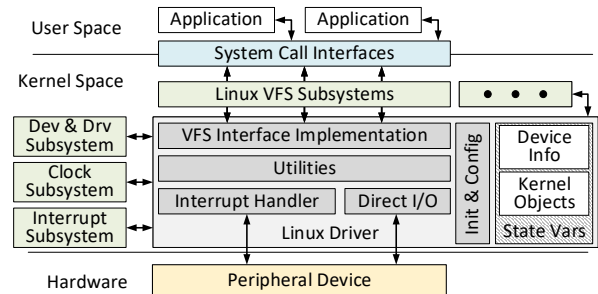 User Space
Application
Application
System Call Interfaces
Kernel Space
Linux VFS Subsystems
• • •
Dev & Drv
Subsystem
Clock
Subsystem
Interrupt
Subsystem
VFS Interface Implementation
Utilities
Interrupt Handler
Direct I/O
Linux Driver
Init & Config
Device
Info
Kernel
Objects
State Vars
Hardware
Peripheral Device